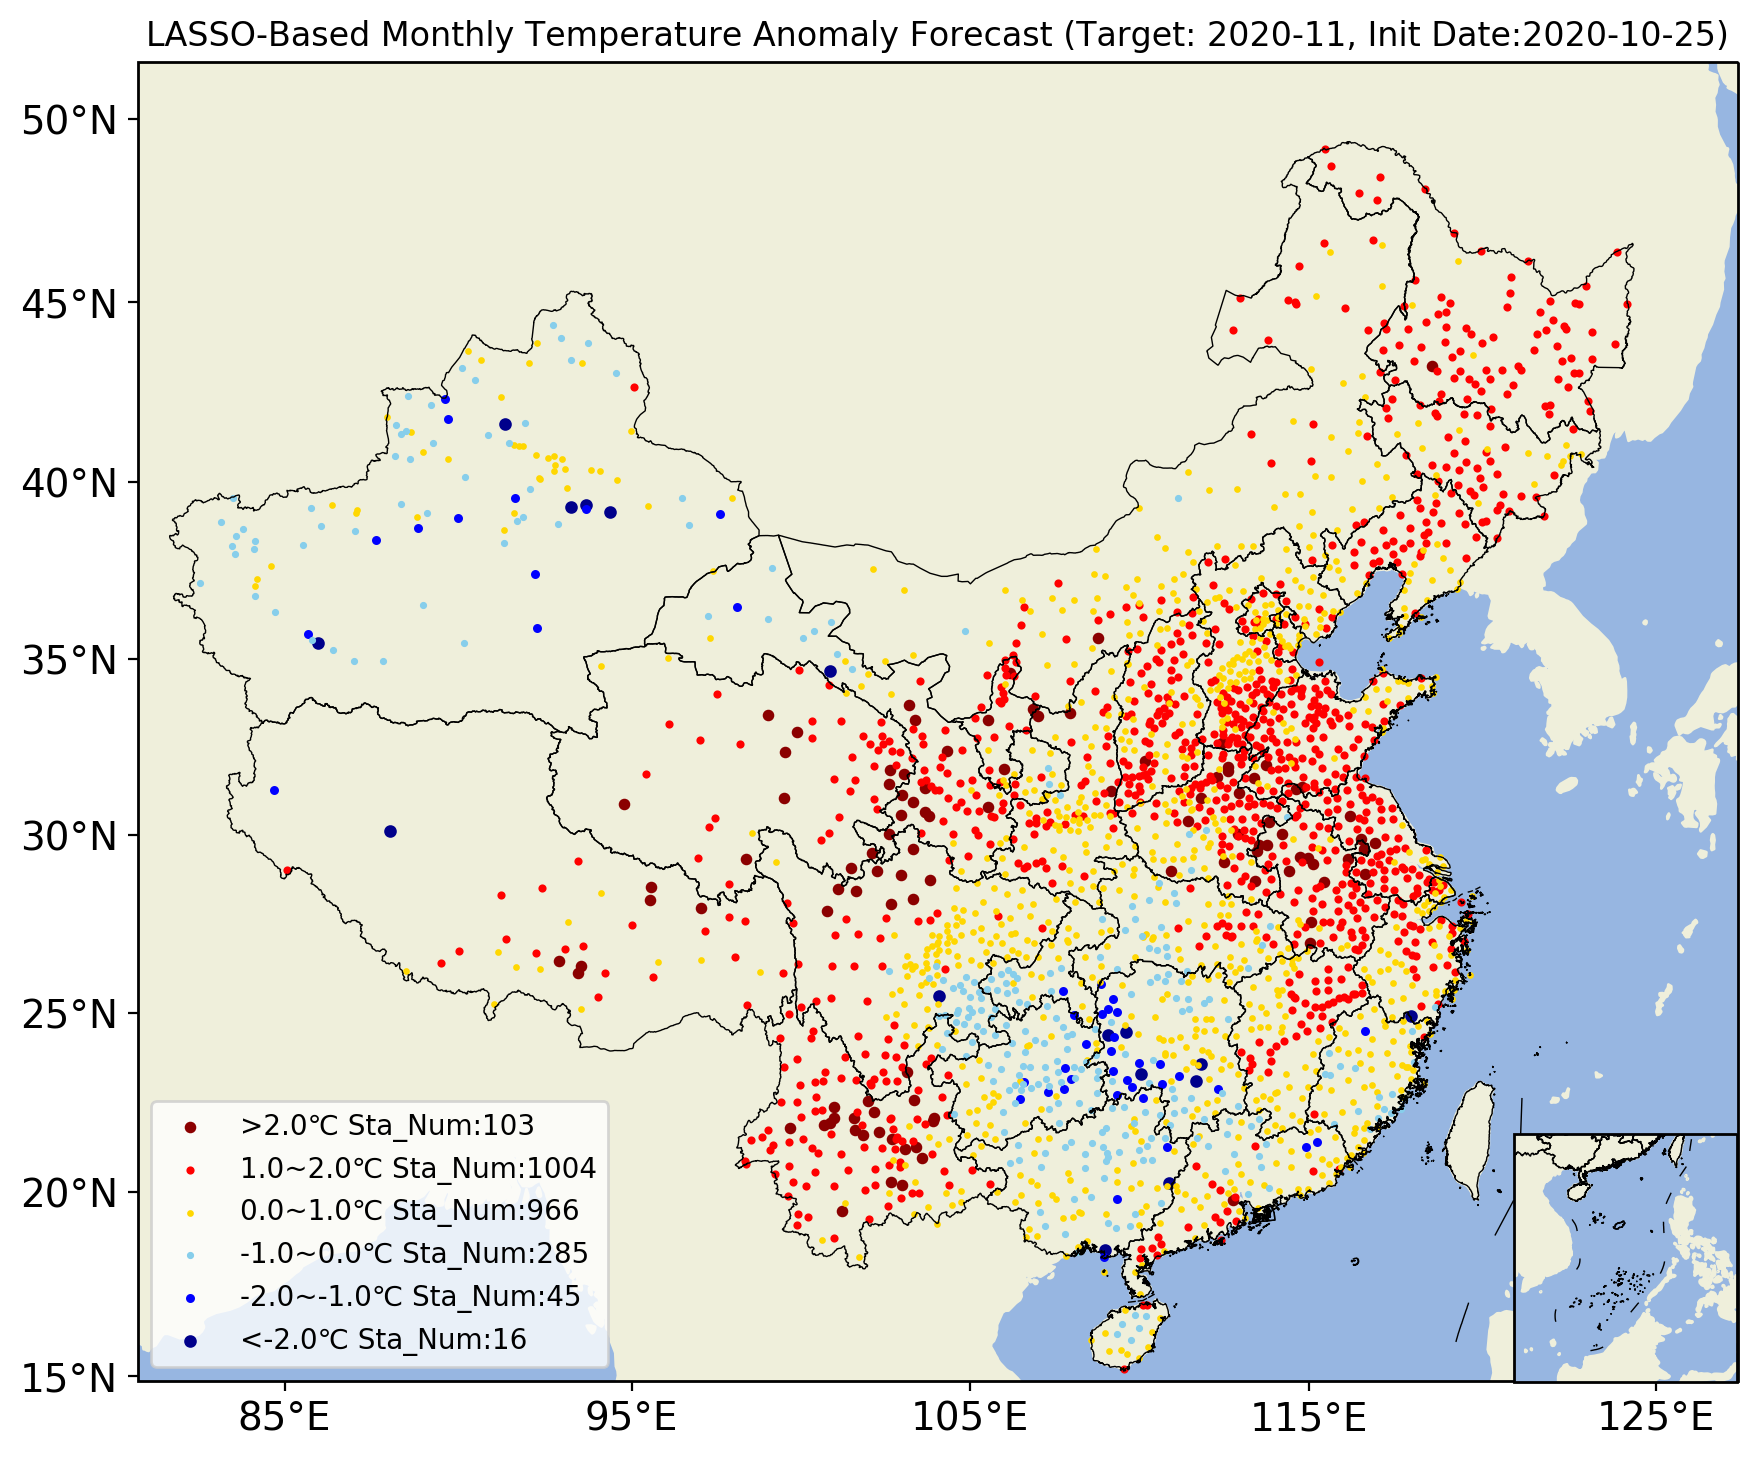 LASSO-Based Monthly Temperature Anomaly Forecast (Target: 2020-11, Init Date:2020-10-25)
50°N
45°N
40°N
35°N
30°N
25°N
20°N
15°N
>2.0℃ Sta_Num:103
1.0~2.0℃ Sta_Num:1004
0.0~1.0℃ Sta_Num:966
-1.0~0.0℃ Sta_Num:285
-2.0~-1.0℃ Sta_Num:45
<-2.0℃ Sta_Num:16
85°E
95°E
105°E
115°E
125°E